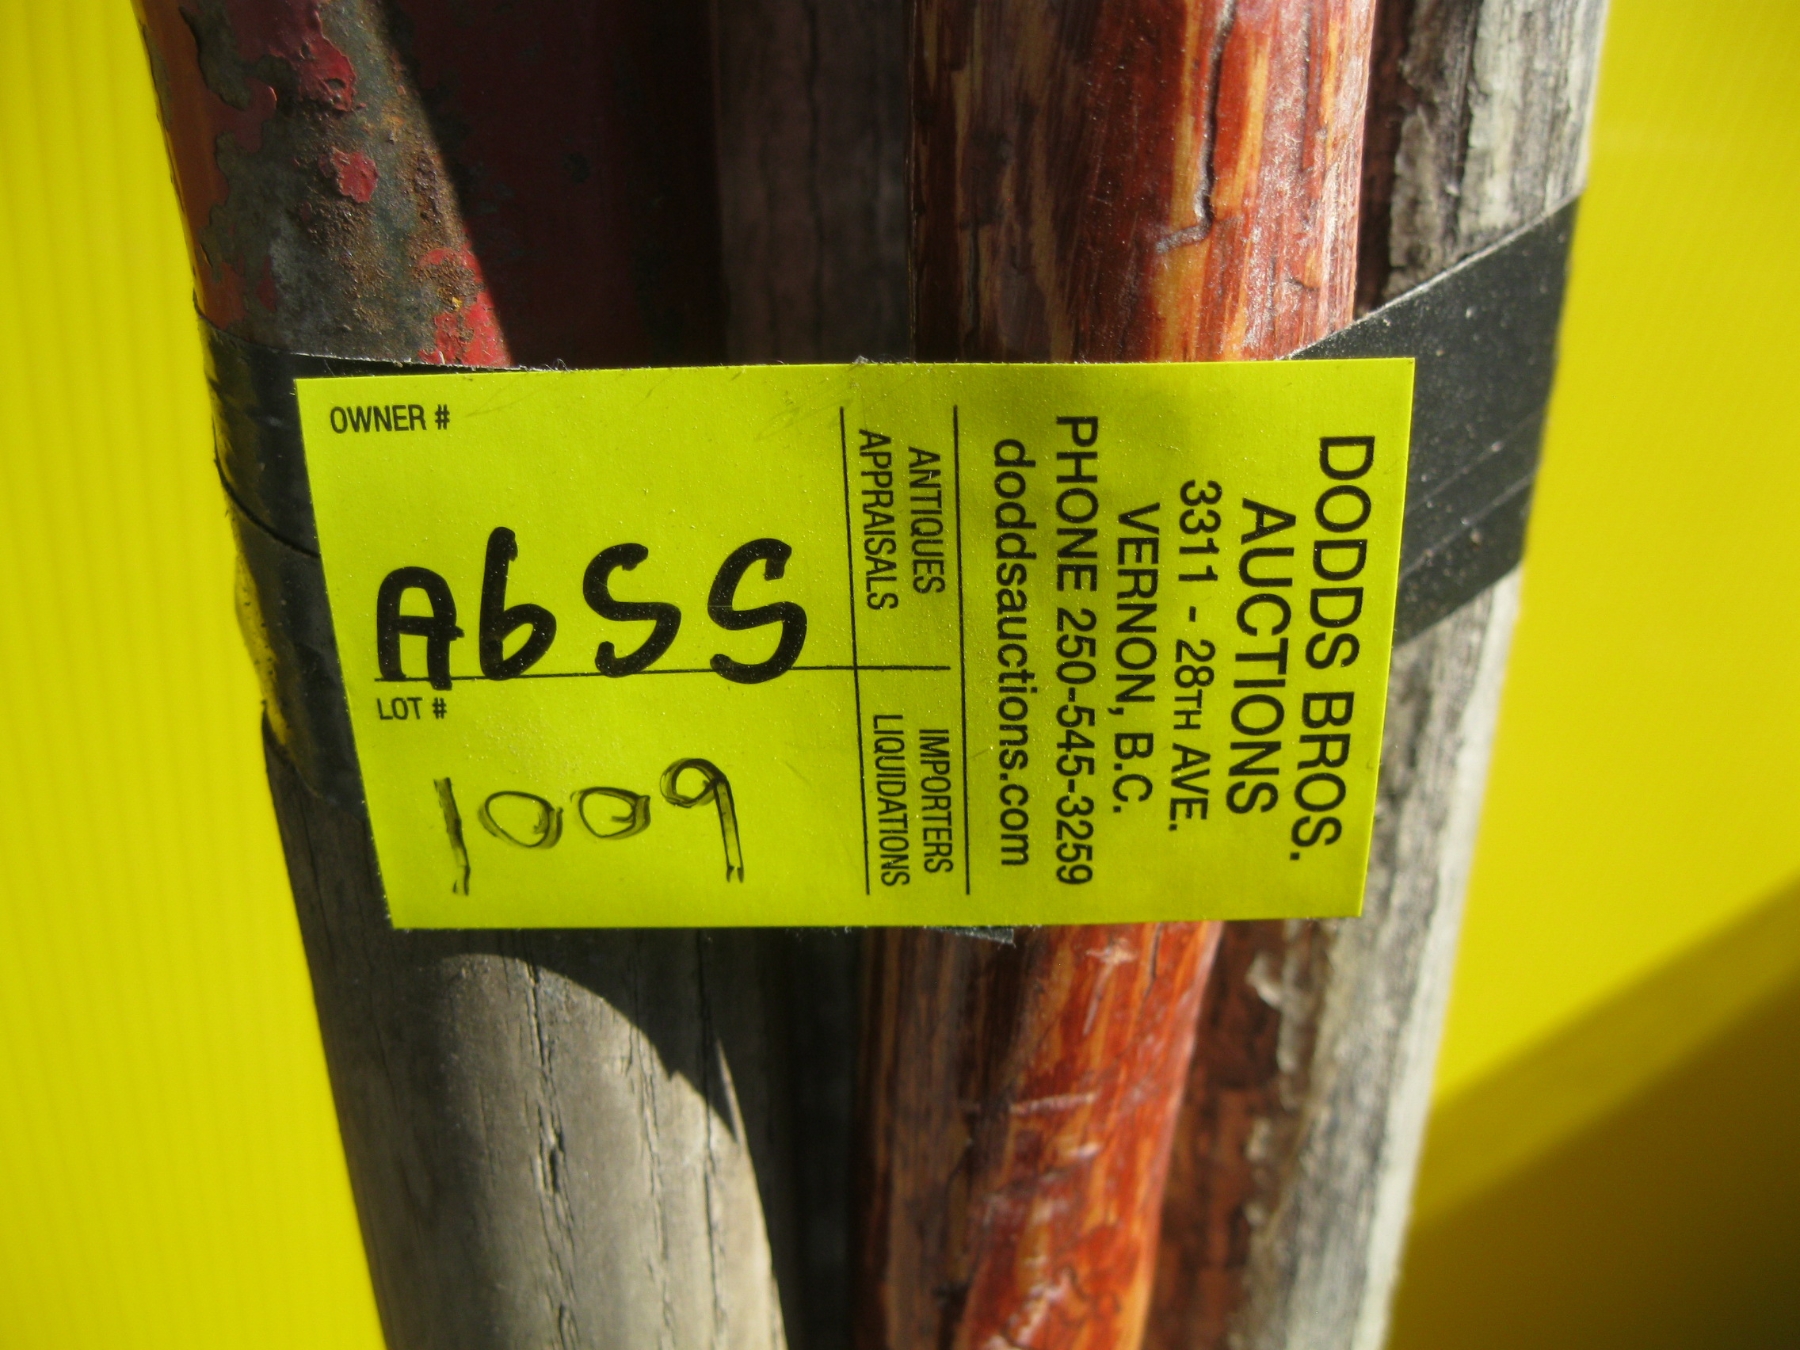 DODDS BROS.
AUCTIONS
3311 - 28TH AVE.
VERNON, B.C.
PHONE 250-545-3259
doddsauctions.com
ANTIQUES IMPORTERS
APPRAISALS LIQUIDATIONS
OWNER #
A655
LOT #
1009